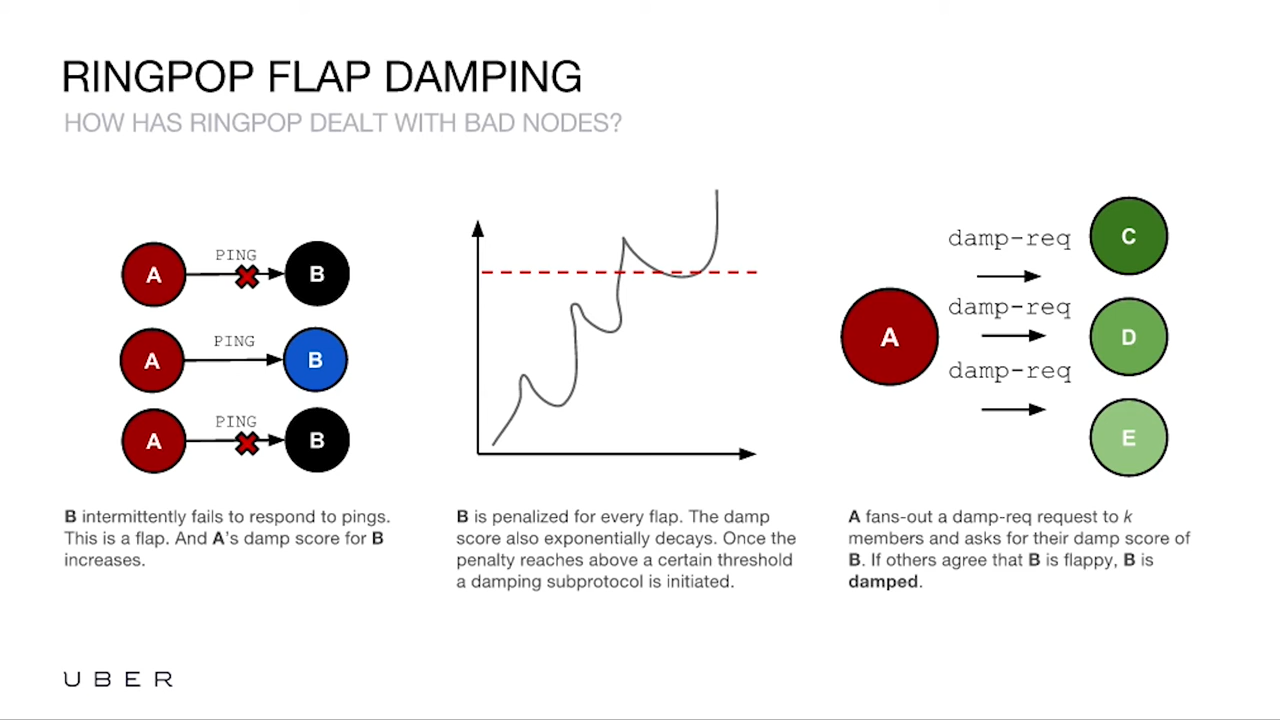 RINGPOP FLAP DAMPING
HOW HAS RINGPOP DEALT WITH BAD NODES?
A PING B
A PING B
A PING B
B intermittently fails to respond to pings.
This is a flap. And A's damp score for B
increases.
B is penalized for every flap. The damp
score also exponentially decays. Once the
penalty reaches above a certain threshold
a damping subprotocol is initiated.
A
damp-req
damp-req
damp-req
C
D
E
A fans-out a damp-req request to k
members and asks for their damp score of
B. If others agree that B is flappy, B is
damped.
UBER